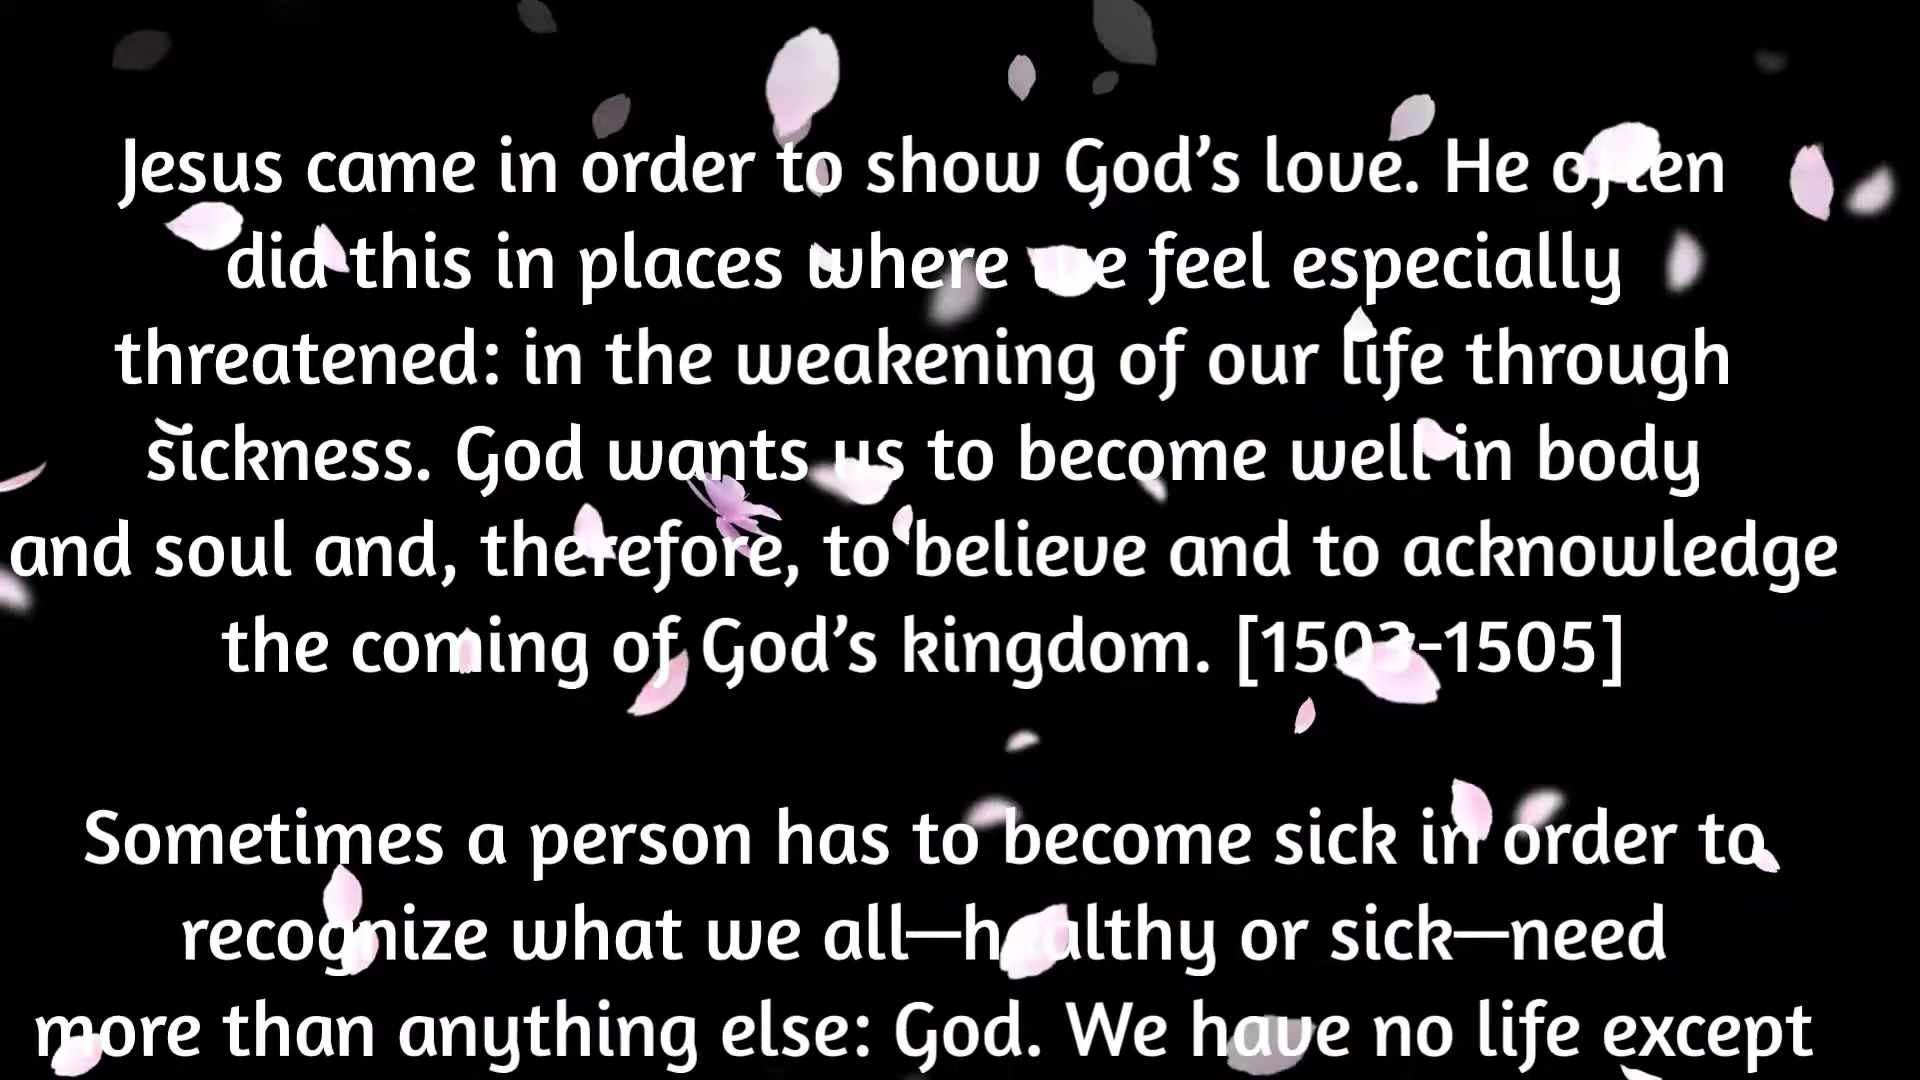 Jesus came in order to show God’s love. He often
did this in places where we feel especially
threatened: in the weakening of our life through
sickness. God wants us to become well in body
and soul and, therefore, to believe and to acknowledge
the coming of God’s kingdom. [1503-1505]
Sometimes a person has to become sick in order to
recognize what we all—healthy or sick—need
more than anything else: God. We have no life except